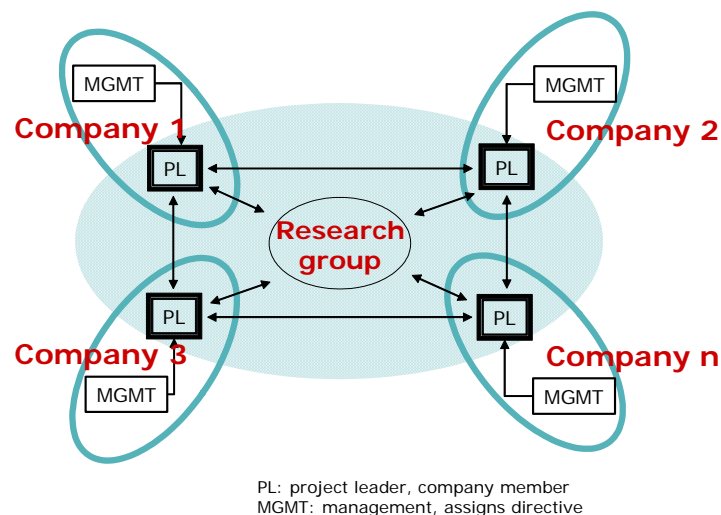 MGMT
MGMT
Company 1
Company 2
PL
PL
Research
group
PL
PL
Company 3
Company n
MGMT
MGMT
PL: project leader, company member
MGMT: management, assigns directive